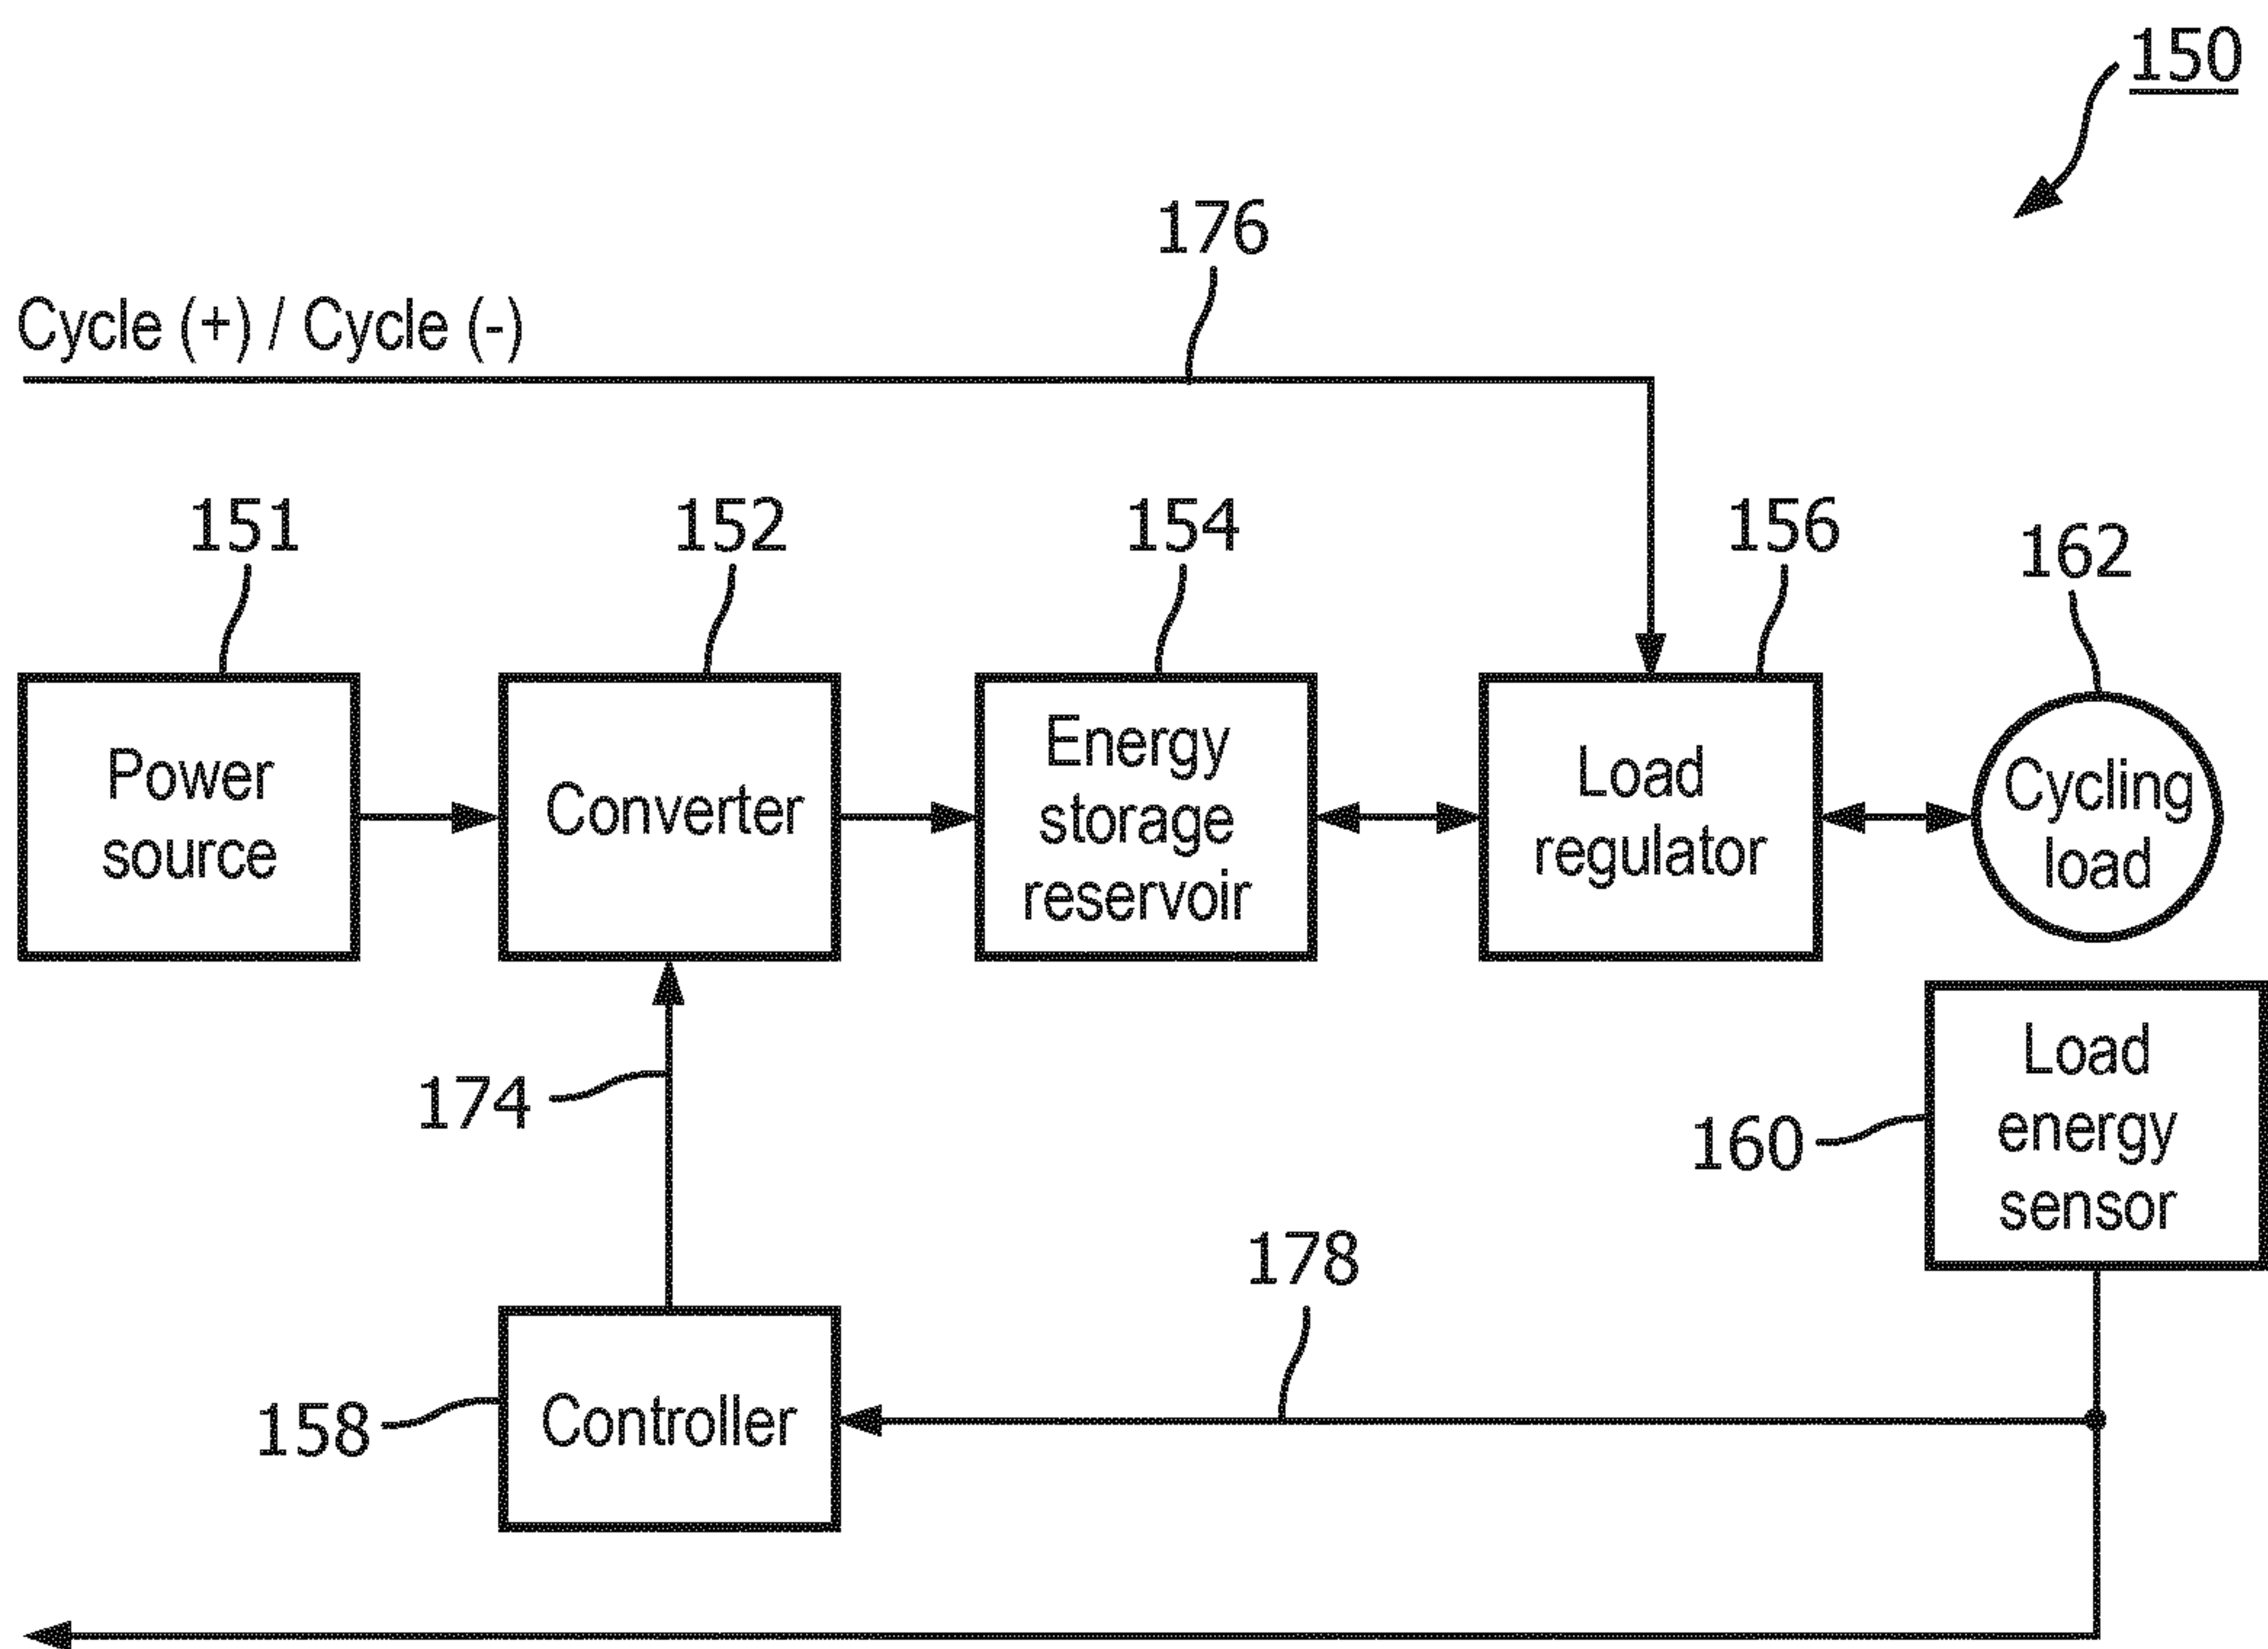 150
176
Cycle (+) / Cycle (-)
151
152
154
156
162
Power
source
Converter
Energy
storage
reservoir
Load
regulator
Cycling
load
174
160
Load
energy
sensor
178
158
Controller